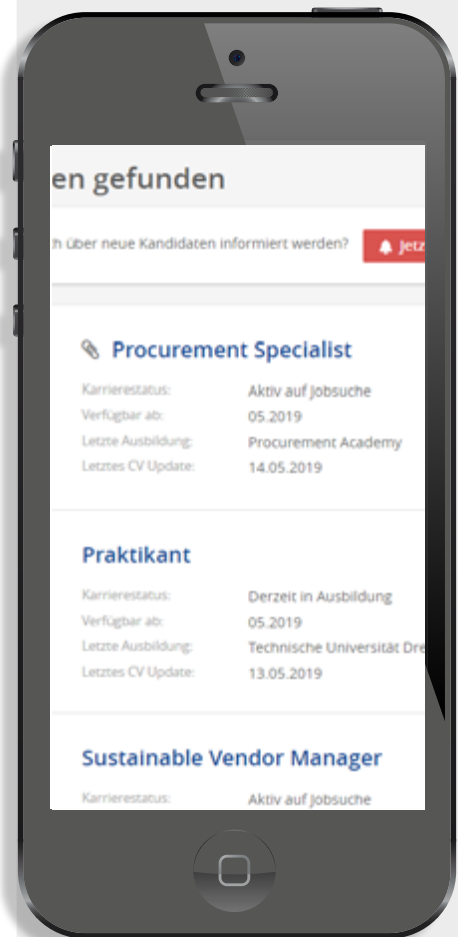 en gefunden
h über neue Kandidaten informiert werden? Jetz
Procurement Specialist
Karrierestatus: Aktiv auf Jobsuche
Verfügbar ab: 05.2019
Letzte Ausbildung: Procurement Academy
Letztes CV Update: 14.05.2019
Praktikant
Karrierestatus: Derzeit in Ausbildung
Verfügbar ab: 05.2019
Letzte Ausbildung: Technische Universität Dre
Letztes CV Update: 13.05.2019
Sustainable Vendor Manager
Karrierestatus: Aktiv auf Jobsuche